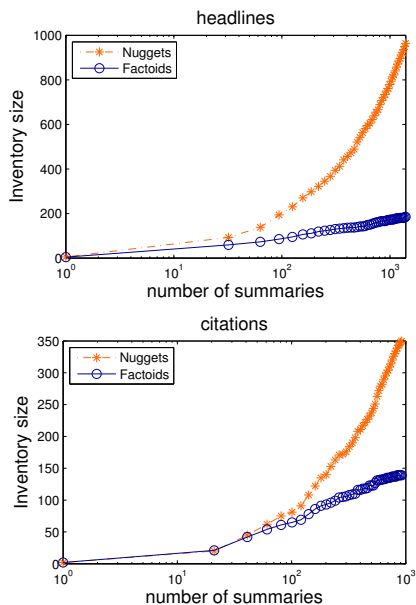 headlines
1000
800
600
400
200
0
Inventory size
Nuggets
Factoids
10^0
10^1
10^2
10^3
number of summaries
citations
350
300
250
200
150
100
50
0
Inventory size
Nuggets
Factoids
10^0
10^1
10^2
10^3
number of summaries